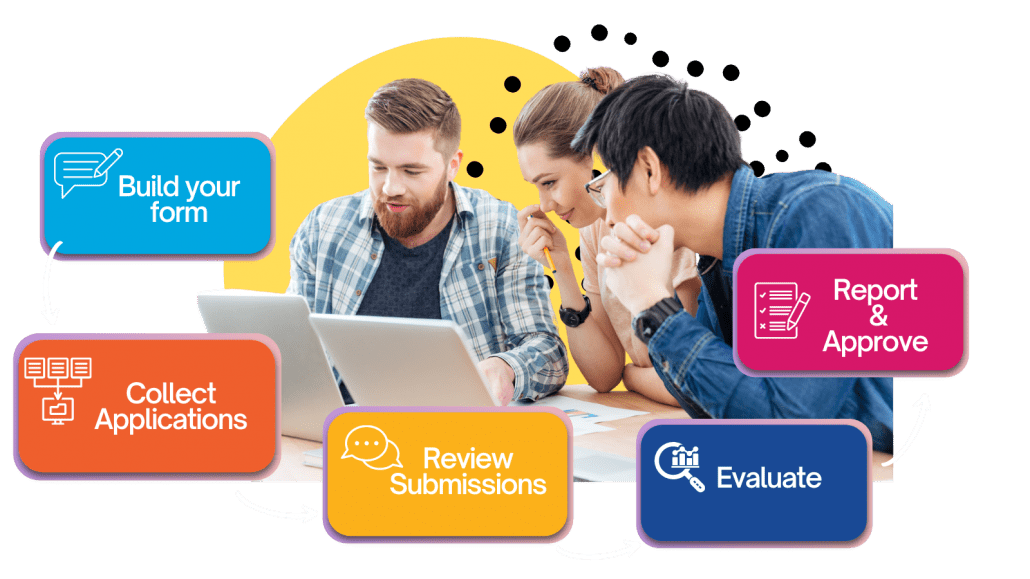 Build your
form
Collect
Applications
Review
Submissions
Evaluate
Report
&
Approve